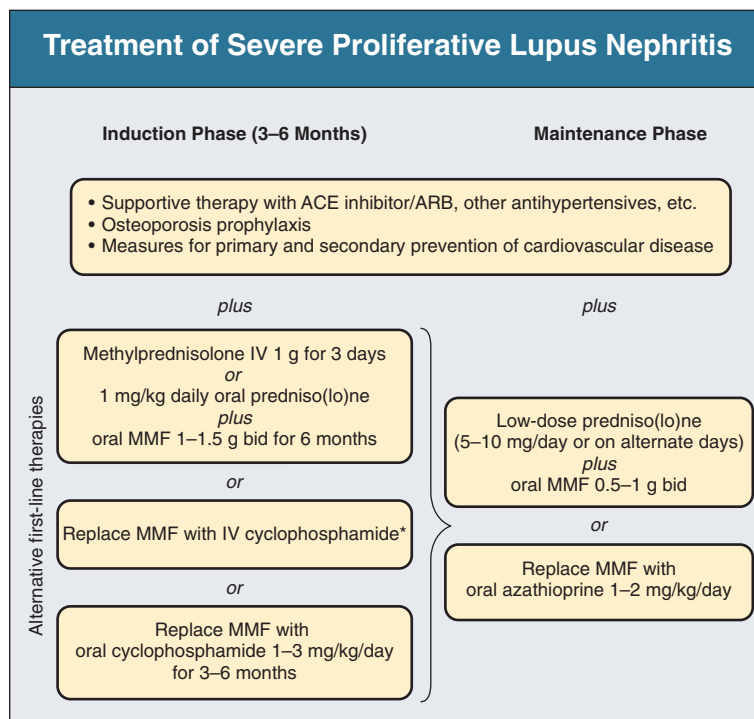 Treatment of Severe Proliferative Lupus Nephritis
Induction Phase (3–6 Months)
Maintenance Phase
• Supportive therapy with ACE inhibitor/ARB, other antihypertensives, etc.
• Osteoporosis prophylaxis
• Measures for primary and secondary prevention of cardiovascular disease
plus
plus
Alternative first-line therapies
Methylprednisolone IV 1 g for 3 days
or
1 mg/kg daily oral predniso(lo)ne
plus
oral MMF 1–1.5 g bid for 6 months
or
Replace MMF with IV cyclophosphamide*
or
Replace MMF with
oral cyclophosphamide 1–3 mg/kg/day
for 3–6 months
Low-dose predniso(lo)ne
(5–10 mg/day or on alternate days)
plus
oral MMF 0.5–1 g bid
or
Replace MMF with
oral azathioprine 1–2 mg/kg/day